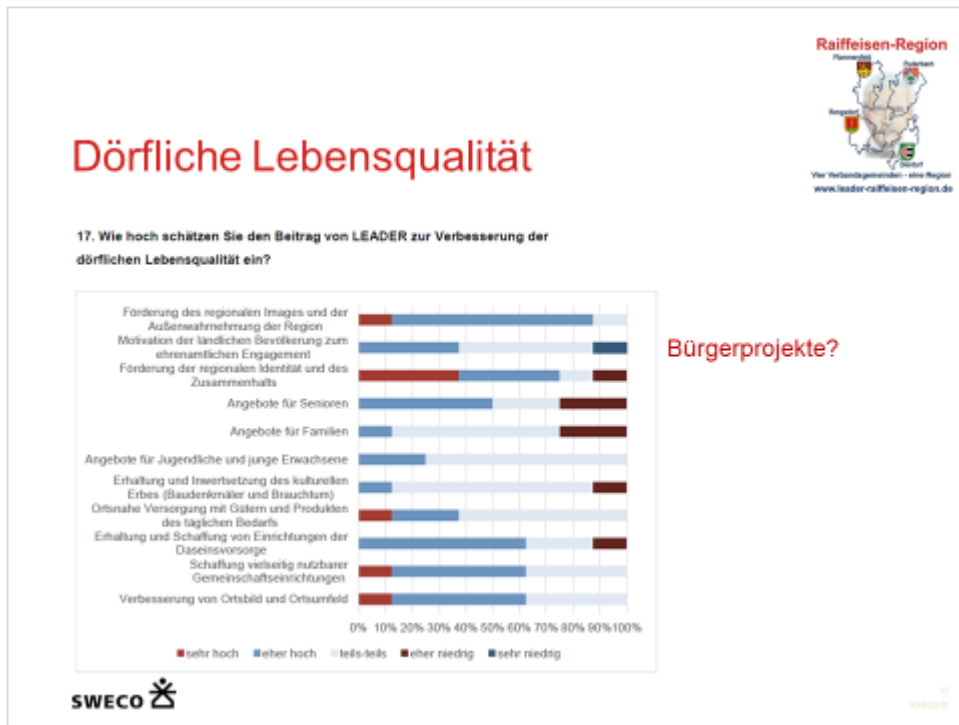 Raiffeisen-Region
Flammersfeld
Puderbach
Rengsdorf
Dierdorf
Vier Verbandsgemeinden - eine Region
www.leader-raiffeisen-region.de
Dörfliche Lebensqualität
17. Wie hoch schätzen Sie den Beitrag von LEADER zur Verbesserung der
dörflichen Lebensqualität ein?
Förderung des regionalen Images und der
Außenwahrnehmung der Region
Motivation der ländlichen Bevölkerung zum
ehrenamtlichen Engagement
Förderung der regionalen Identität und des
Zusammenhalts
Angebote für Senioren
Angebote für Familien
Angebote für Jugendliche und junge Erwachsene
Erhaltung und Inwertsetzung des kulturellen
Erbes (Baudenkmäler und Brauchtum)
Ortsnahe Versorgung mit Gütern und Produkten
des täglichen Bedarfs
Erhaltung und Schaffung von Einrichtungen der
Daseinsvorsorge
Schaffung vielseitig nutzbarer
Gemeinschaftseinrichtungen
Verbesserung von Ortsbild und Ortsumfeld
0% 10% 20% 30% 40% 50% 60% 70% 80% 90% 100%
sehr hoch eher hoch teils-teils eher niedrig sehr niedrig
Bürgerprojekte?
SWECO